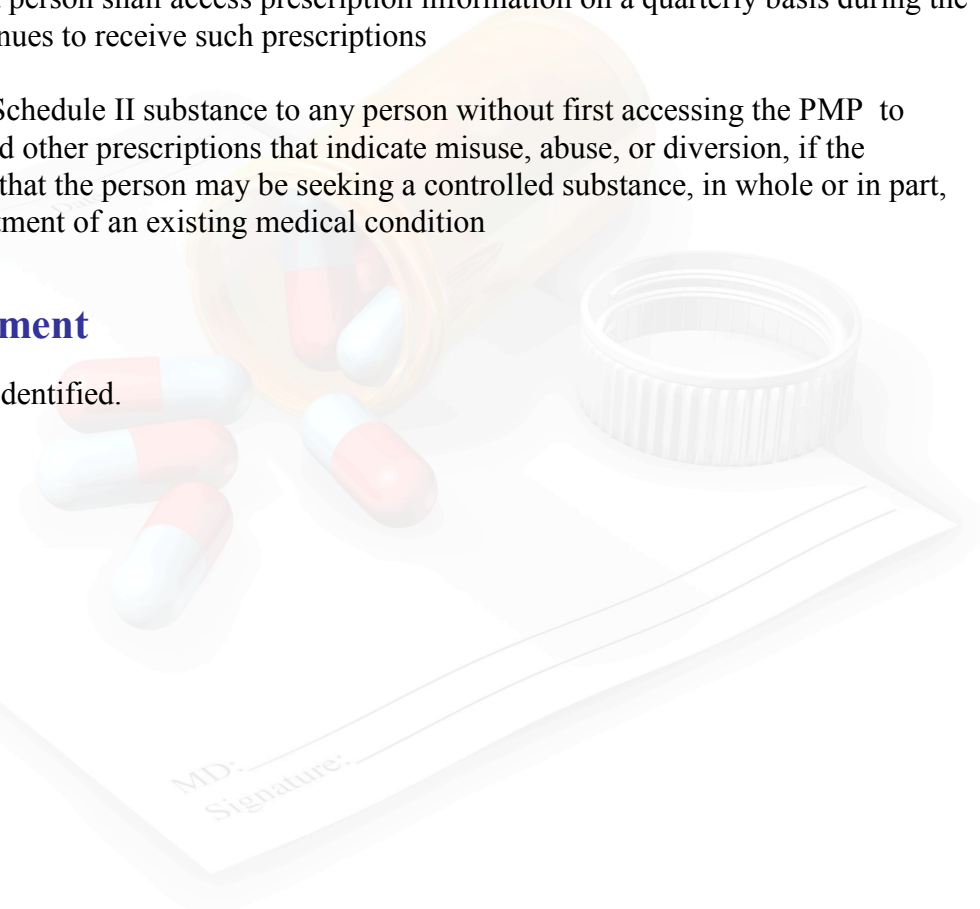 person shall access prescription information on a quarterly basis during the
nues to receive such prescriptions
Schedule II substance to any person without first accessing the PMP to
d other prescriptions that indicate misuse, abuse, or diversion, if the
that the person may be seeking a controlled substance, in whole or in part,
tment of an existing medical condition
ment
dentified.
MD:
Signature: